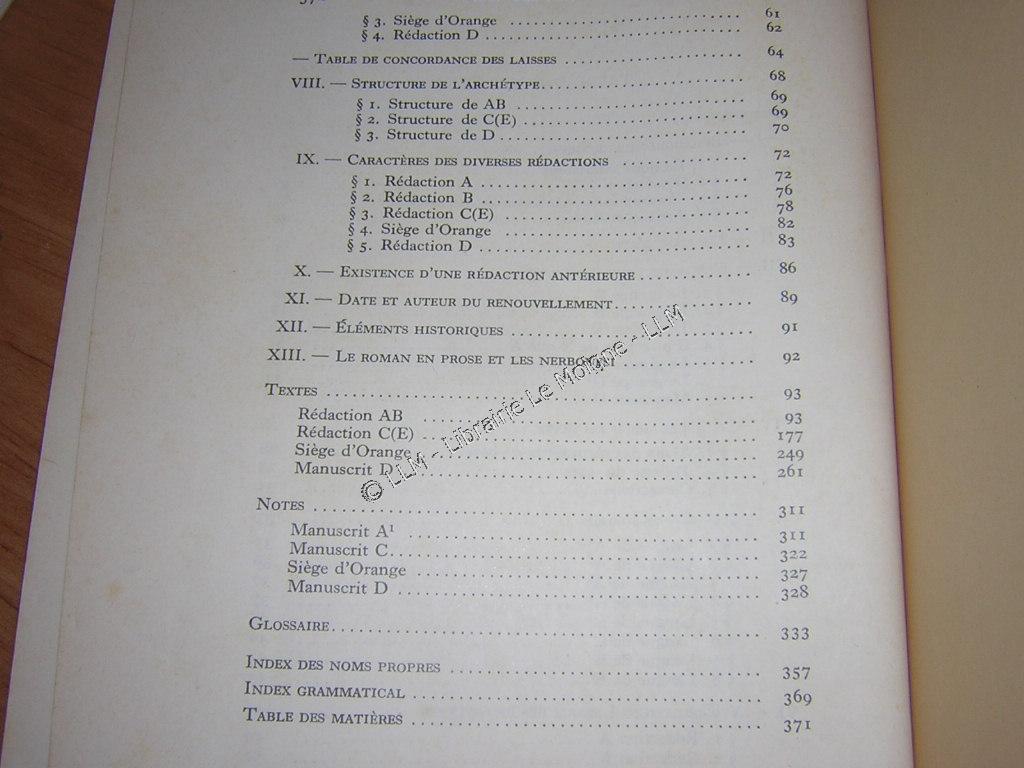 § 3. Siège d'Orange .......................... 61
§ 4. Rédaction D ............................. 62
— Table de concordance des laisses .................... 64
VIII. — Structure de l'archétype....................... 68
§ 1. Structure de AB .......................... 69
§ 2. Structure de C(E) ......................... 69
§ 3. Structure de D ........................... 70
IX. — Caractères des diverses rédactions .............. 72
§ 1. Rédaction A ............................. 72
§ 2. Rédaction B ............................. 76
§ 3. Rédaction C(E) .......................... 78
§ 4. Siège d'Orange .......................... 82
§ 5. Rédaction D ............................. 83
X. — Existence d'une rédaction antérieure ............ 86
XI. — Date et auteur du renouvellement............... 89
XII. — Éléments historiques .......................... 91
XIII. — Le roman en prose et les ............... 92
Textes ............................................... 93
Rédaction AB ..................................... 93
Rédaction C(E) ................................... 177
Siège d'Orange ................................... 249
Manuscrit D ...................................... 261
Notes ................................................ 311
Manuscrit A¹ ..................................... 311
Manuscrit C....................................... 322
Siège d'Orange ................................... 327
Manuscrit D ...................................... 328
Glossaire............................................. 333
Index des noms propres ............................... 357
Index grammatical .................................... 369
Table des matières ................................... 371
© LLM - Librairie Le Moigne - LLM